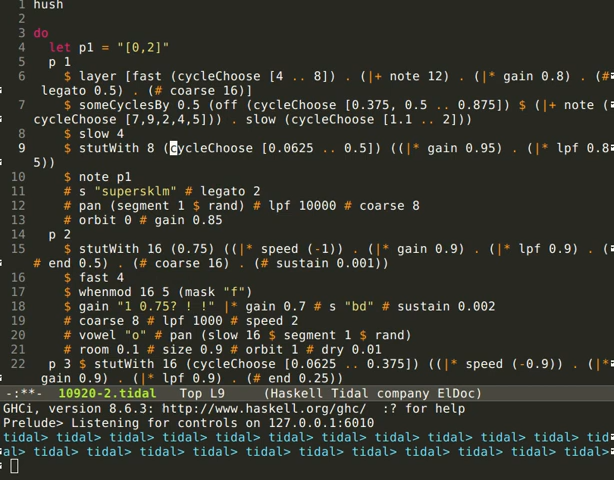 1 hush
2
3 do
4 let p1 = "[0,2]"
5 p 1
6 $ layer [fast (cycleChoose [4 .. 8]) . (|+ note 12) . (|* gain 0.8) . (#
legato 0.5) . (# coarse 16)]
7 $ someCyclesBy 0.5 (off (cycleChoose [0.375, 0.5 .. 0.875]) $ (|+ note (
cycleChoose [7,9,2,4,5])) . slow (cycleChoose [1.1 .. 2]))
8 $ slow 4
9 $ stutWith 8 (cycleChoose [0.0625 .. 0.5]) ((|* gain 0.95) . (|* lpf 0.8
5))
10 $ note p1
11 # s "supersklm" # legato 2
12 # pan (segment 1 $ rand) # lpf 10000 # coarse 8
13 # orbit 0 # gain 0.85
14 p 2
15 $ stutWith 16 (0.75) ((|* speed (-1)) . (|* gain 0.9) . (|* lpf 0.9) . (
# end 0.5) . (# coarse 16) . (# sustain 0.001))
16 $ fast 4
17 $ whenmod 16 5 (mask "f")
18 $ gain "1 0.75? ! !" |* gain 0.7 # s "bd" # sustain 0.002
19 # coarse 8 # lpf 1000 # speed 2
20 # vowel "o" # pan (slow 16 $ segment 1 $ rand)
21 # room 0.1 # size 0.9 # orbit 1 # dry 0.01
22 p 3 $ stutWith 16 (cycleChoose [0.0625 .. 0.375]) ((|* speed (-0.9)) . (|*
gain 0.9) . (|* lpf 0.9) . (# end 0.25))
-:**- 10920-2.tidal Top L9 (Haskell Tidal company ElDoc)
GHCi, version 8.6.3: http://www.haskell.org/ghc/ :? for help
Prelude> Listening for controls on 127.0.0.1:6010
tidal> tidal> tidal> tidal> tidal> tidal> tidal> tidal> tidal> tidal> tidal> tid
al> tidal> tidal> tidal> tidal> tidal> tidal> tidal> tidal> tidal> tidal> tidal>